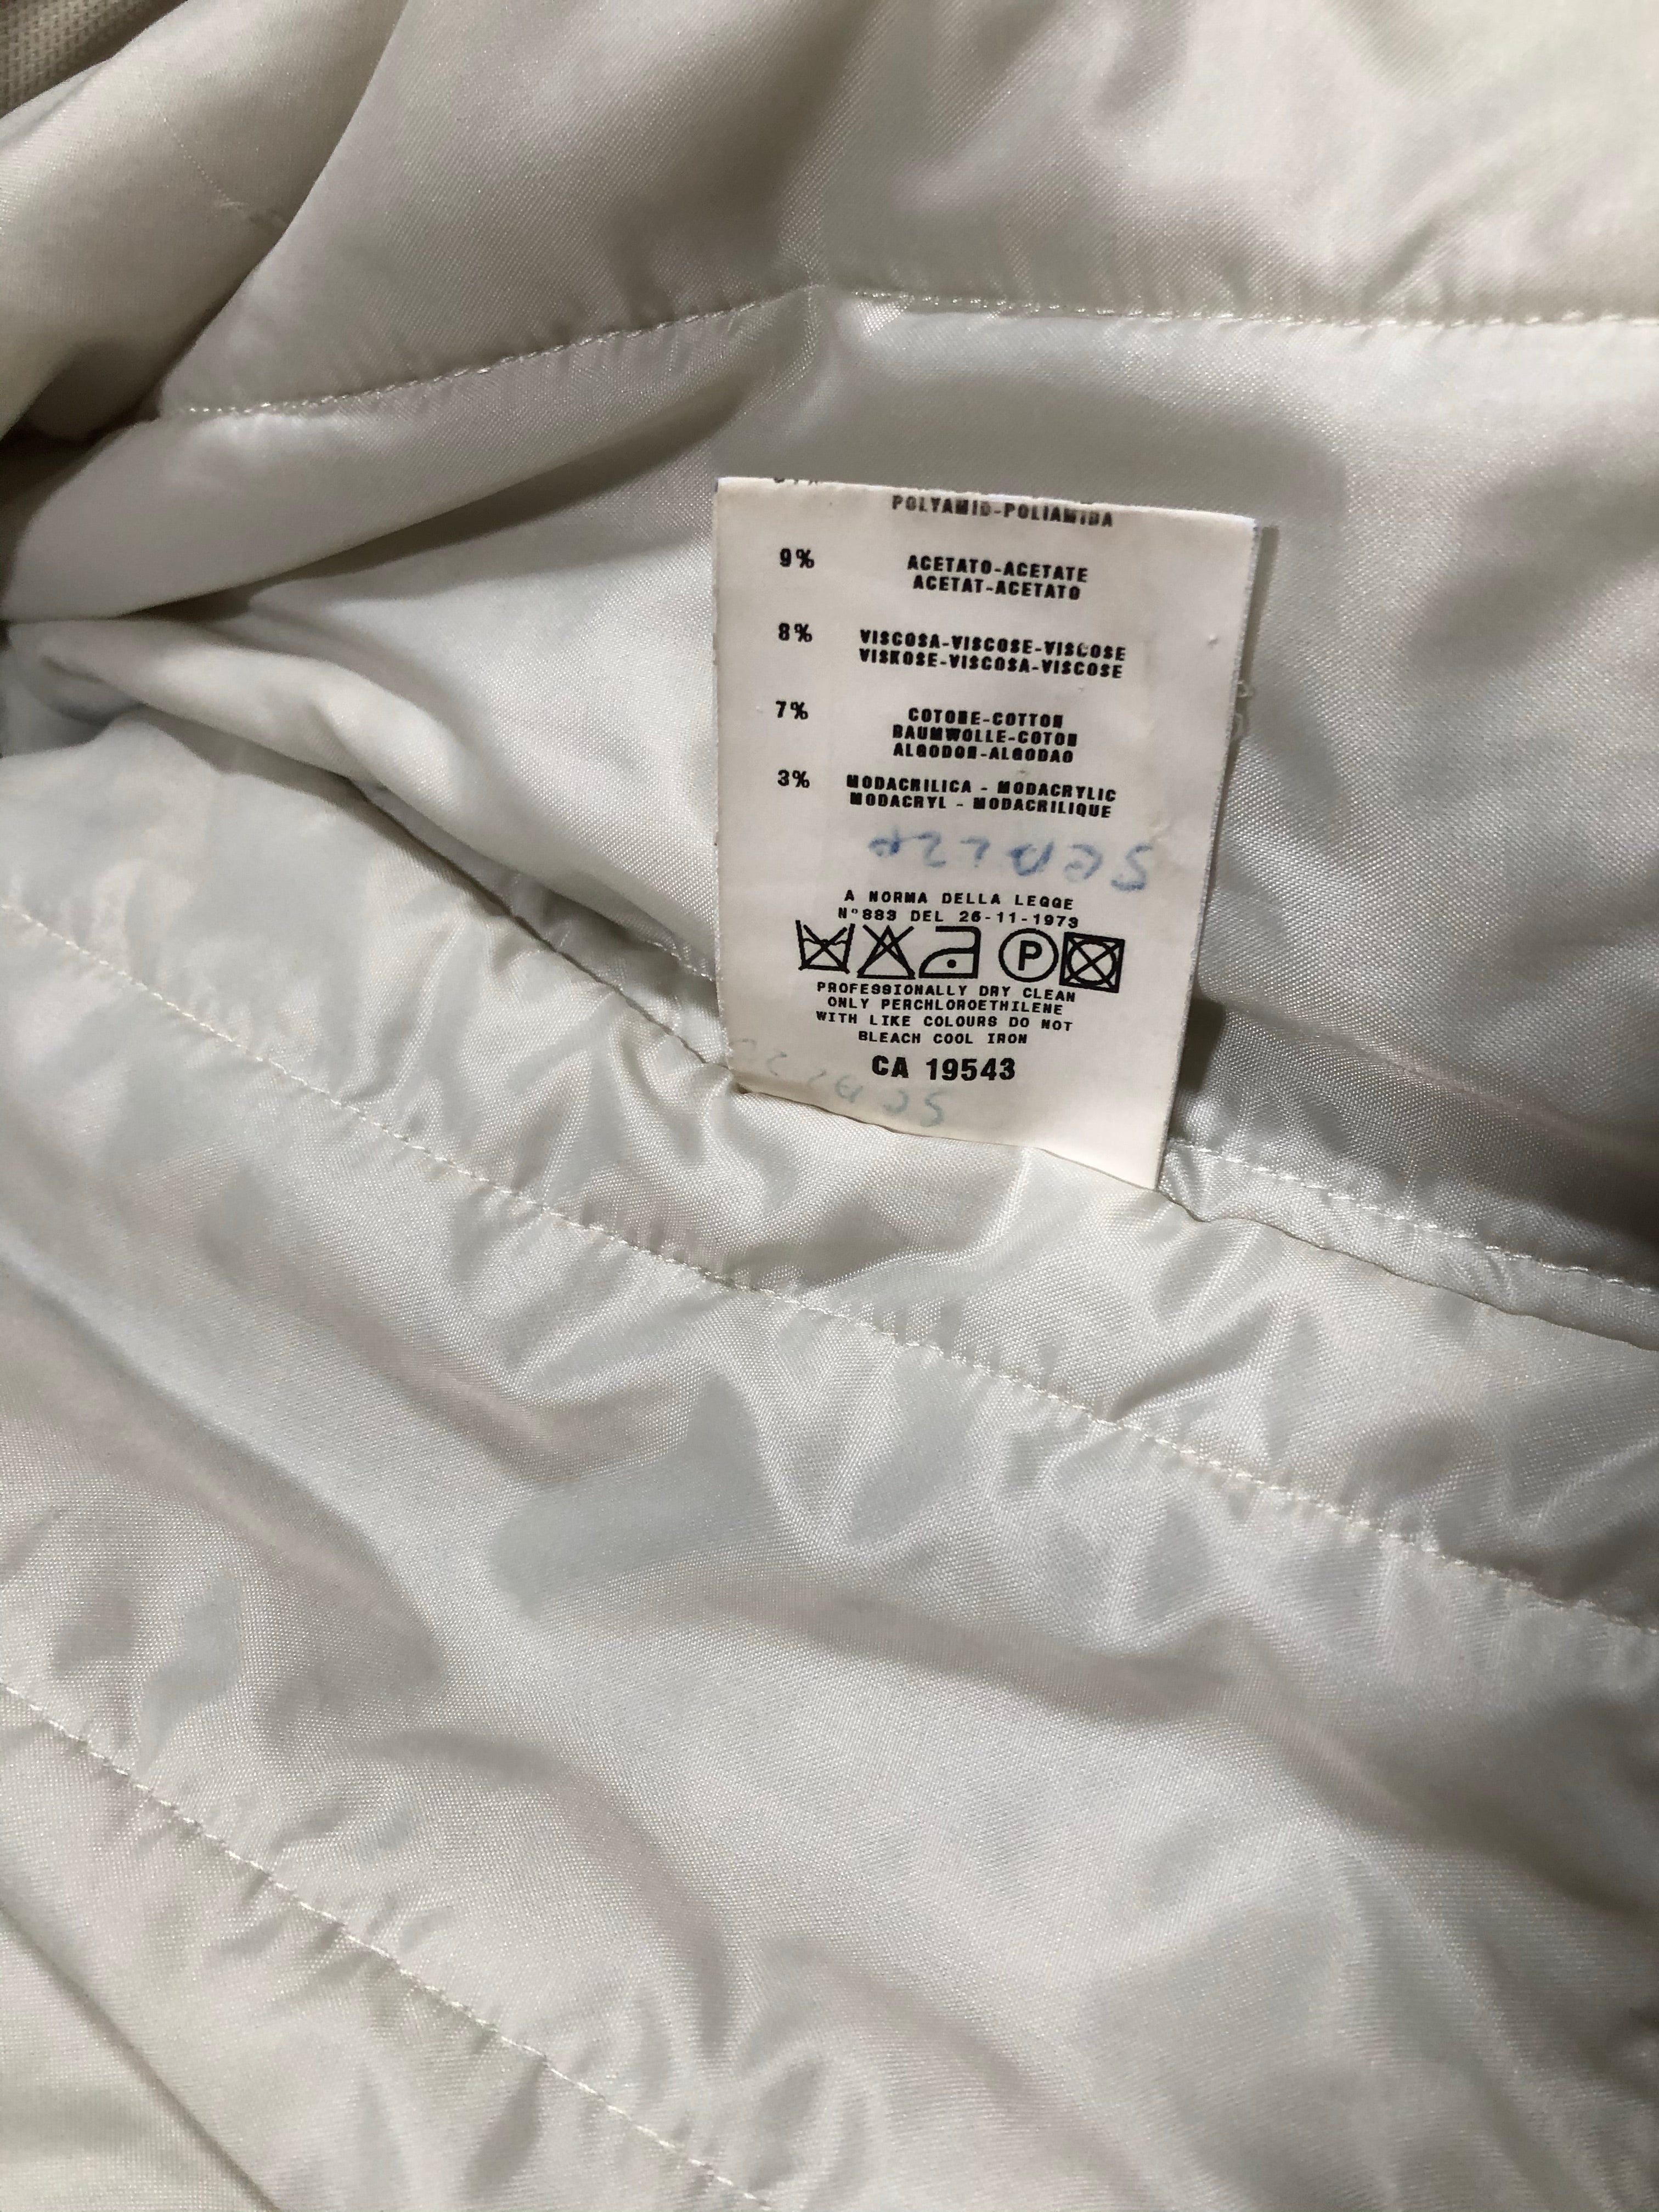 POLYAMID-POLIAMIDA
9% ACETATO-ACETATE
ACETAT-ACETATO
8% VISCOSA-VISCOSE-VISCOSE
VISKOSE-VISCOSA-VISCOSE
7% COTONE-COTTON
BAUMWOLLE-COTON
ALGODON-ALGODAO
3% MODACRILICA - MODACRYLIC
MODACRYL - MODACRILIQUE
A NORMA DELLA LEGGE
N°883 DEL 26-11-1973
P
PROFESSIONALLY DRY CLEAN
ONLY PERCHLOROETHILENE
WITH LIKE COLOURS DO NOT
BLEACH COOL IRON
CA 19543